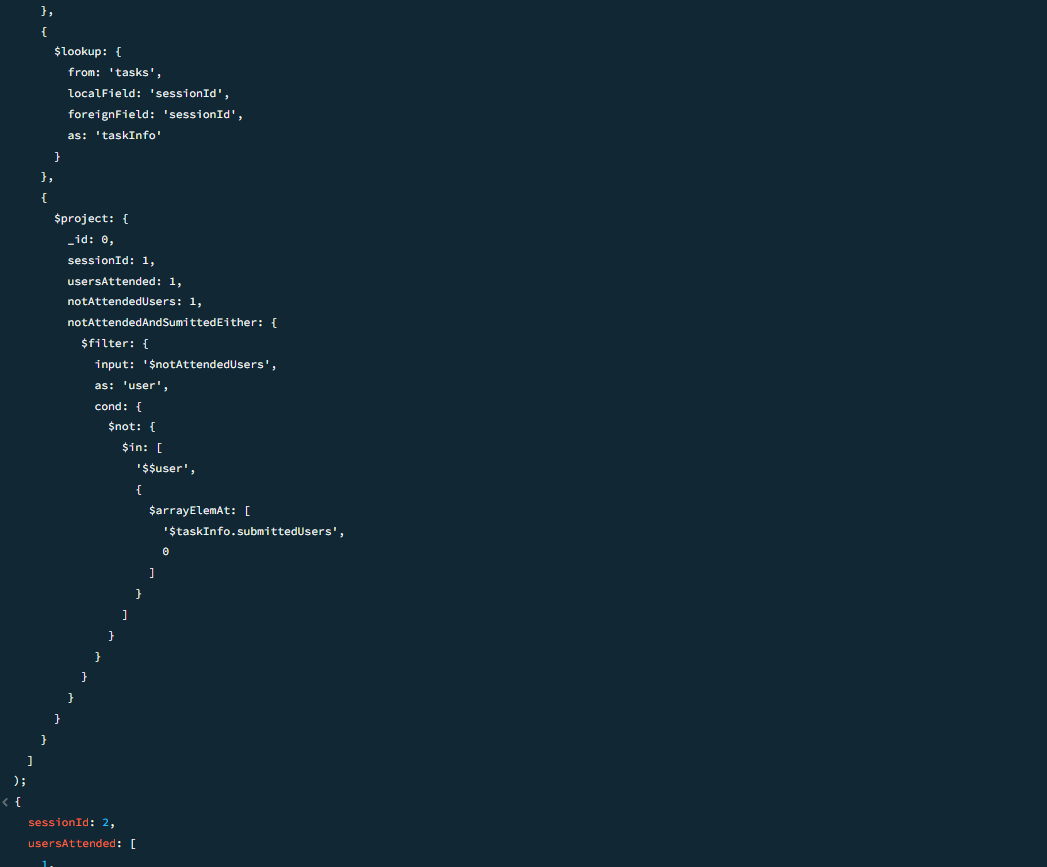 },
{
$lookup: {
from: 'tasks',
localField: 'sessionId',
foreignField: 'sessionId',
as: 'taskInfo'
}
},
{
$project: {
_id: 0,
sessionId: 1,
usersAttended: 1,
notAttendedUsers: 1,
notAttendedAndSumittedEither: {
$filter: {
input: '$notAttendedUsers',
as: 'user',
cond: {
$not: {
$in: [
'$$user',
{
$arrayElemAt: [
'$taskInfo.submittedUsers',
0
]
}
]
}
}
}
}
}
}
]
);
< {
sessionId: 2,
usersAttended: [
1,